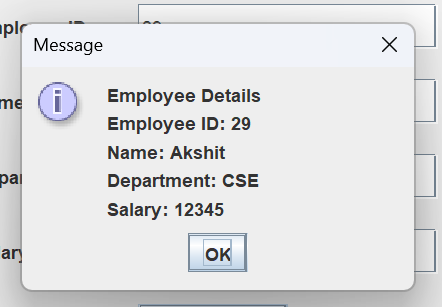 Message
Employee Details
Employee ID: 29
Name: Akshit
Department: CSE
Salary: 12345
OK